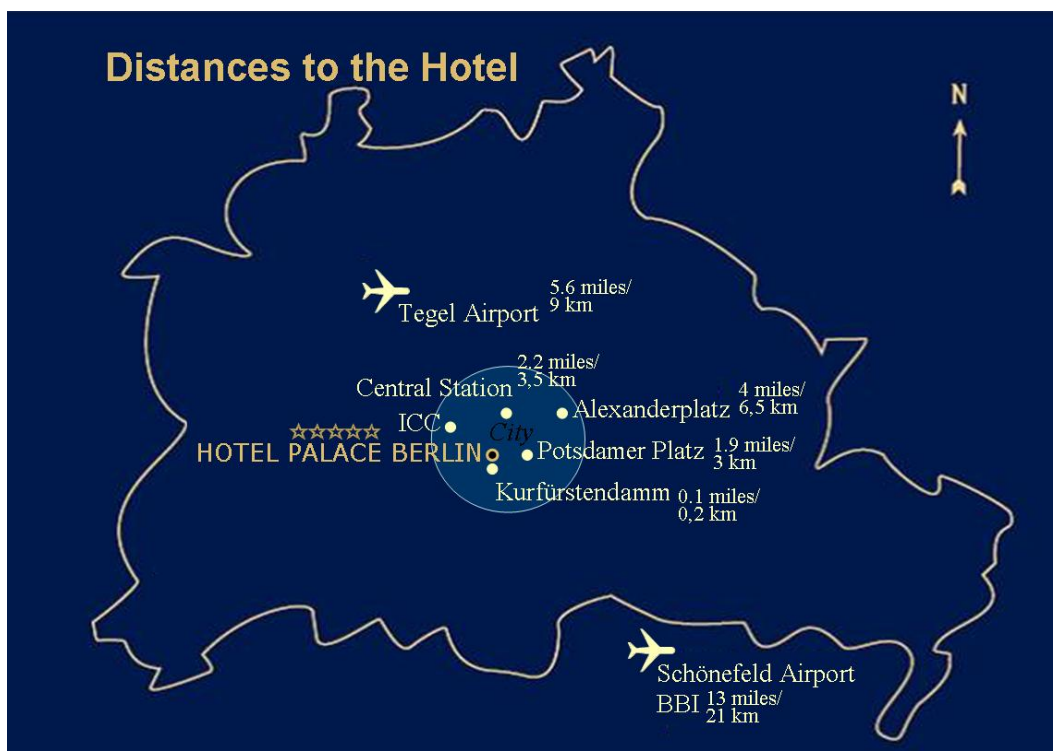 Distances to the Hotel
N
5.6 miles/
9 km
Tegel Airport
2.2 miles/
3,5 km
Central Station
4 miles/
6,5 km
Alexanderplatz
ICC
City
HOTEL PALACE BERLIN
Potsdamer Platz
1.9 miles/
3 km
Kurfürstendamm
0.1 miles/
0,2 km
Schönefeld Airport
BBI
13 miles/
21 km